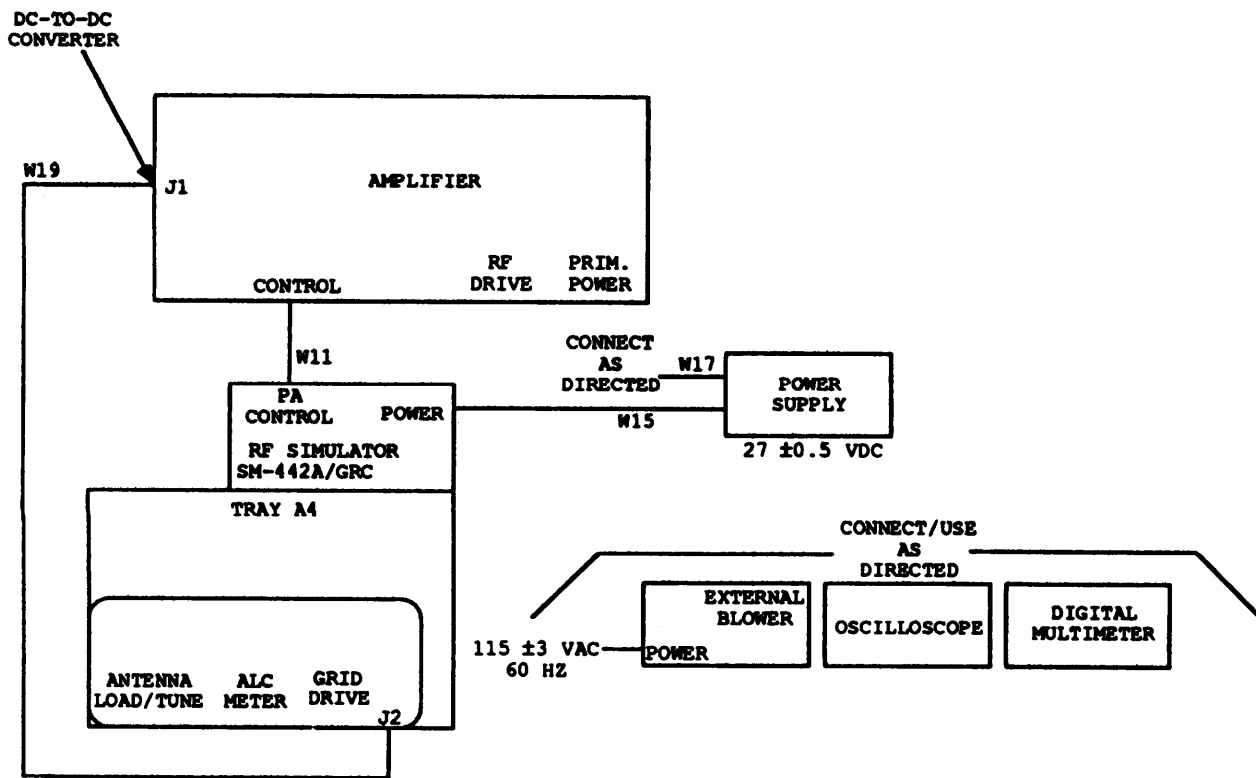 DC-TO-DC
CONVERTER
W19
J1
AMPLIFIER
CONTROL
RF
DRIVE
PRIM.
POWER
W11
CONNECT
AS
DIRECTED
W17
POWER
SUPPLY
27 ±0.5 VDC
W15
PA
CONTROL
POWER
RF SIMULATOR
SM-442A/GRC
TRAY A4
ANTENNA
LOAD/TUNE
ALC
METER
GRID
DRIVE
J2
CONNECT/USE
AS
DIRECTED
115 ±3 VAC
60 HZ
EXTERNAL
BLOWER
POWER
OSCILLOSCOPE
DIGITAL
MULTIMETER